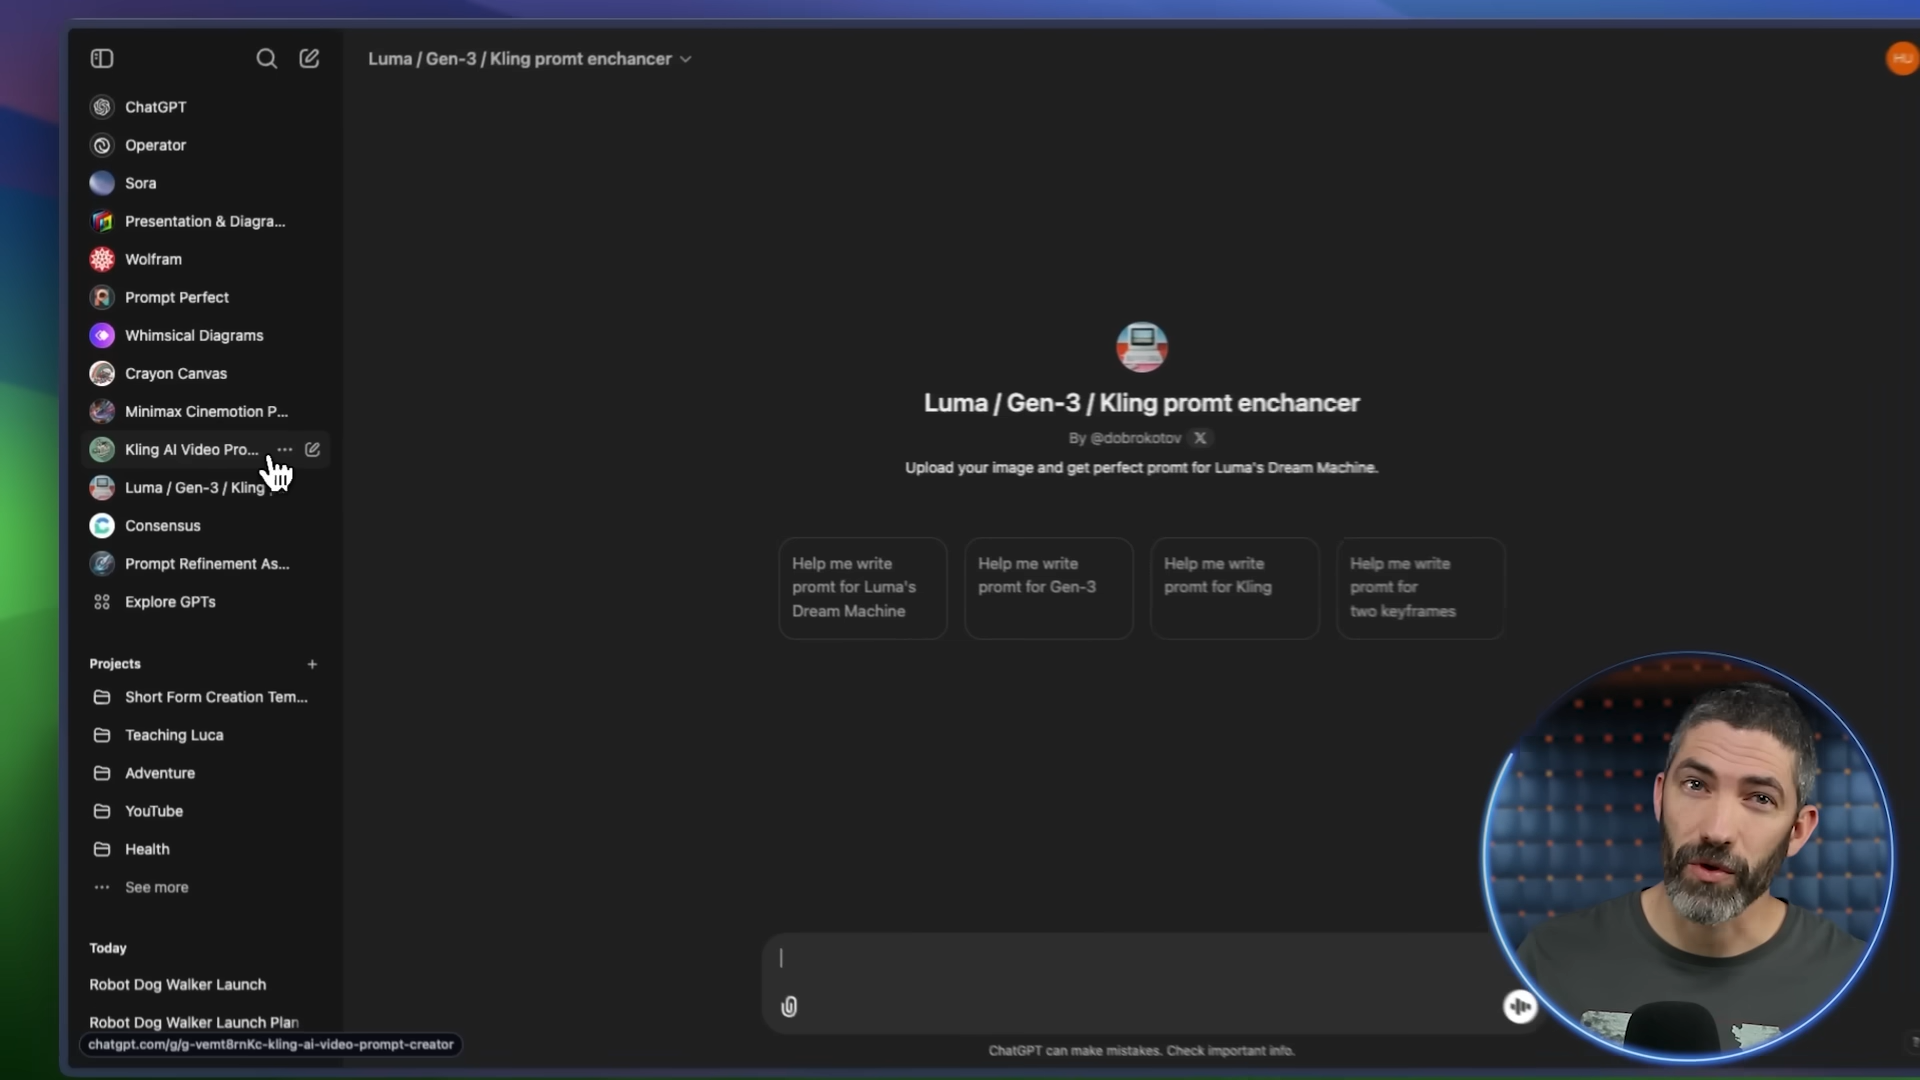 Luma / Gen-3 / Kling promt enchancer
HU
ChatGPT
Operator
Sora
Presentation & Diagra...
Wolfram
Prompt Perfect
Whimsical Diagrams
Crayon Canvas
Minimax Cinemotion P...
Kling AI Video Pro...
Luma / Gen-3 / Kling
Consensus
Prompt Refinement As...
Explore GPTs
Projects
Short Form Creation Tem...
Teaching Luca
Adventure
YouTube
Health
See more
Today
Robot Dog Walker Launch
Robot Dog Walker Launch Plan
chatgpt.com/g/g-vemt8rnKc-kling-ai-video-prompt-creator
Luma / Gen-3 / Kling promt enchancer
By @dobrokotov X
Upload your image and get perfect promt for Luma's Dream Machine.
Help me write
promt for Luma's
Dream Machine
Help me write
promt for Gen-3
Help me write
promt for Kling
Help me write
promt for
two keyframes
ChatGPT can make mistakes. Check important info.